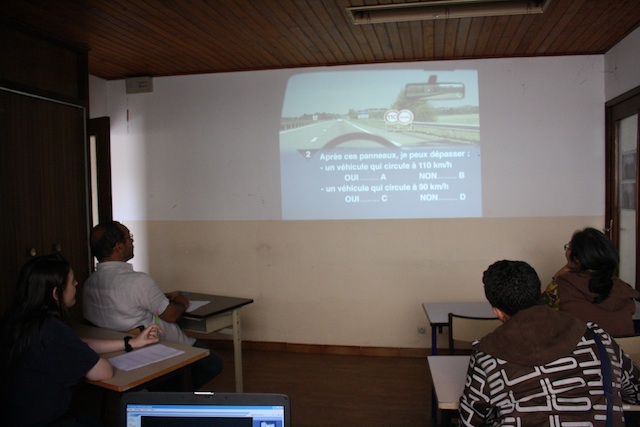 Après ces panneaux, je peux dépasser :
- un véhicule qui circule à 110 km/h
OUI ........ A NON ........ B
- un véhicule qui circule à 90 km/h
OUI ........ C NON ........ D